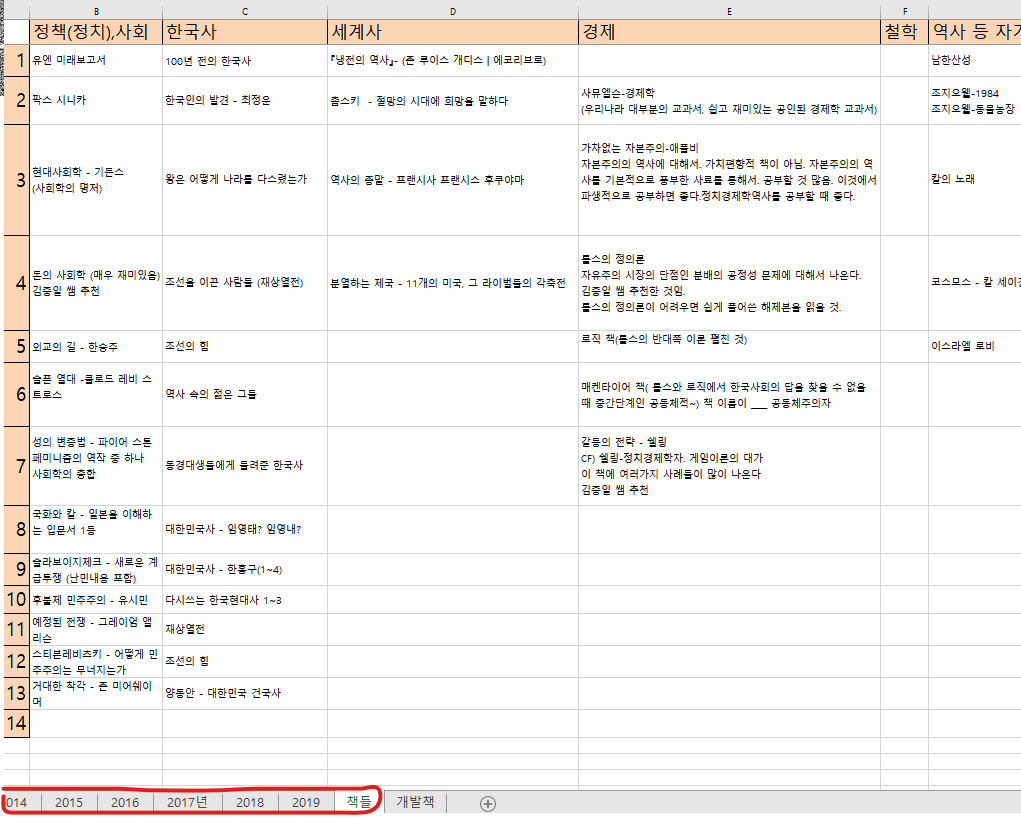 B C D E F
정책(정치),사회 한국사 세계사 경제 철학 역사 등 자기
1 유엔 미래보고서 100년 전의 한국사 『냉전의 역사』- (존 루이스 개디스 | 에코리브로) 남한산성
2 팍스 시니카 한국인의 발견 - 최정운 촘스키 - 절망의 시대에 희망을 말하다 사뮤엘슨-경제학
(우리나라 대부분의 교과서, 쉽고 재미있는 공인된 경제학 교과서) 조지오웰-1984
조지오웰-동물농장
3 현대사회학 - 기든스
(사회학의 명저) 왕은 어떻게 나라를 다스렸는가 역사의 종말 - 프랜시사 프랜시스 후쿠야마 가차없는 자본주의-애플비
자본주의의 역사에 대해서. 가치편향적 책이 아님. 자본주의의 역
사를 기본적으로 풍부한 사료를 통해서. 공부할 것 많음. 이것에서
파생적으로 공부하면 좋다.정치경제학역사를 공부할 때 좋다. 칼의 노래
4 돈의 사회학 (매우 재미있음)
김중일 쌤 추천 조선을 이끈 사람들 (재상열전) 분열하는 제국 - 11개의 미국, 그 라이벌들의 각축전 롤스의 정의론
자유주의 시장의 단점인 분배의 공정성 문제에 대해서 나온다.
김중일 쌤 추천한 것임.
롤스의 정의론이 어려우면 쉽게 풀어쓴 해제본을 읽을 것. 코스모스 - 칼 세이건
5 외교의 길 - 한승주 조선의 힘 로직 책(롤스의 반대쪽 이론 펼친 것) 이스라엘 로비
6 슬픈 열대 -클로드 레비 스
트로스 역사 속의 젊은 그들 매켄타이어 책( 롤스와 로직에서 한국사회의 답을 찾을 수 없을
때 중간단계인 공동체적~) 책 이름이 ___ 공동체주의자
7 성의 변증법 - 파이어 스톤
페미니즘의 역작 중 하나
사회학의 종합 동경대생들에게 들려준 한국사 갈등의 전략 - 쉘링
CF) 쉘링-정치경제학자. 게임이론의 대가
이 책에 여러가지 사례들이 많이 나온다
김중일 쌤 추천
8 국화와 칼 - 일본을 이해하
는 입문서 1등 대한민국사 - 임영태? 임영내?
9 슬라보이지제크 - 새로운 계
급투쟁 (난민내용 포함) 대한민국사 - 한홍구(1~4)
10 후불제 민주주의 - 유시민 다시쓰는 한국현대사 1~3
11 예정된 전쟁 - 그레이엄 앨
리슨 재상열전
12 스티븐레비츠키 - 어떻게 민
주주의는 무너지는가 조선의 힘
13 거대한 착각 - 존 미어쉐이
머 양동안 - 대한민국 건국사
14
014 2015 2016 2017년 2018 2019 책들 개발책